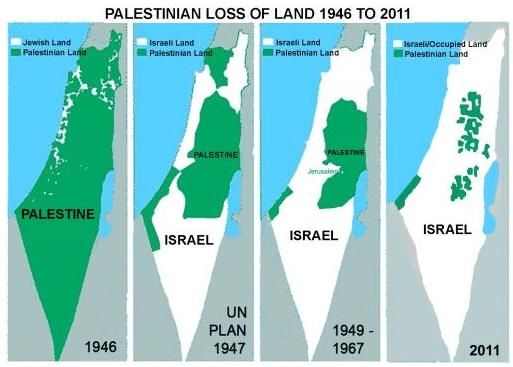 PALESTINIAN LOSS OF LAND 1946 TO 2011
Jewish Land
Palestinian Land
PALESTINE
1946
Israeli Land
Palestinian Land
PALESTINE
ISRAEL
UN
PLAN
1947
Israeli Land
Palestinian Land
PALESTINE
Jerusalem
ISRAEL
1949 -
1967
Israeli/Occupied Land
Palestinian Land
ISRAEL
2011